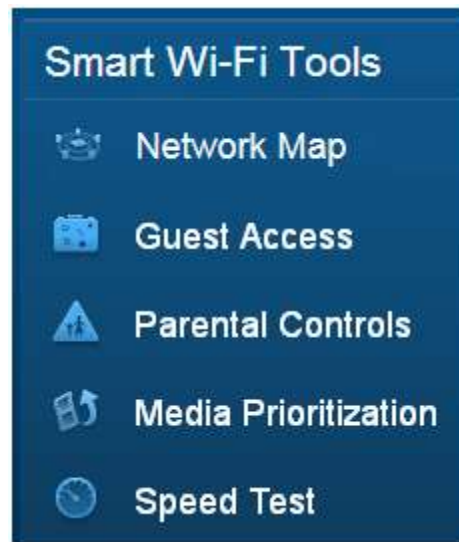 Smart Wi-Fi Tools
Network Map
Guest Access
Parental Controls
Media Prioritization
Speed Test